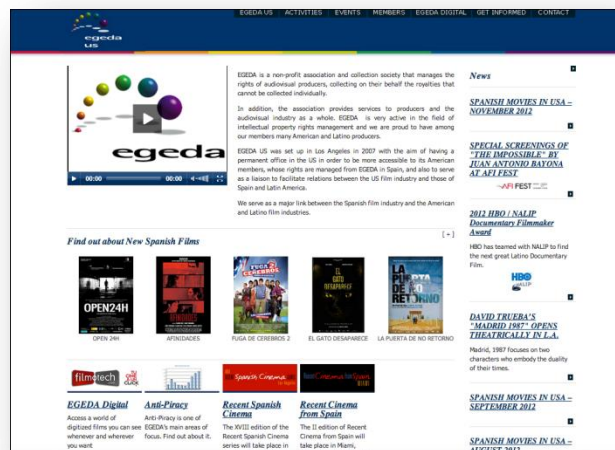 EGEDA US ACTIVITIES EVENTS MEMBERS EGEDA DIGITAL GET INFORMED CONTACT
egeda
us
egeda
00:00 00:00
EGEDA is a non-profit association and collection society that manages the
rights of audiovisual producers, collecting on their behalf the royalties that
cannot be collected individually.
In addition, the association provides services to producers and the
audiovisual industry as a whole. EGEDA is very active in the field of
intellectual property rights management and we are proud to have among
our members many American and Latino producers.
EGEDA US was set up in Los Angeles in 2007 with the aim of having a
permanent office in the US in order to be more accessible to its American
members, whose rights are managed from EGEDA in Spain, and also to serve
as a liaison to facilitate relations between the US film industry and those of
Spain and Latin America.
We serve as a major link between the Spanish film industry and the American
and Latino film industries.
[ + ]
Find out about New Spanish Films
OPEN24H
AFINIDADES
FUGA DE CEREBROS 2
EL GATO DESAPARECE
LA PUERTA DE NO RETORNO
OPEN 24H
AFINIDADES
FUGA DE CEREBROS 2
EL GATO DESAPARECE
LA PUERTA DE NO RETORNO
filmotech
Spanish Cinema
EGEDA Digital
Access a world of
digitized films you can see
whenever and wherever
you want
Anti-Piracy
Anti-Piracy is one of
EGEDA's main areas of
focus. Find out about it.
Recent Spanish
Cinema
The XVIII edition of the
Recent Spanish Cinema
series will take place in
Recent Cinema
from Spain
The II edition of Recent
Cinema from Spain will
take place in Miami,
News
SPANISH MOVIES IN USA –
NOVEMBER 2012
SPECIAL SCREENINGS OF
"THE IMPOSSIBLE" BY
JUAN ANTONIO BAYONA
AT AFI FEST
AFI FEST
2012 HBO / NALIP
Documentary Filmmaker
Award
HBO has teamed with NALIP to find
the next great Latino Documentary
Film.
HBO
NALIP
DAVID TRUEBA'S
"MADRID 1987" OPENS
THEATRICALLY IN L.A.
Madrid, 1987 focuses on two
characters who embody the duality
of their times.
SPANISH MOVIES IN USA –
SEPTEMBER 2012
SPANISH MOVIES IN USA –
AUGUST 2012